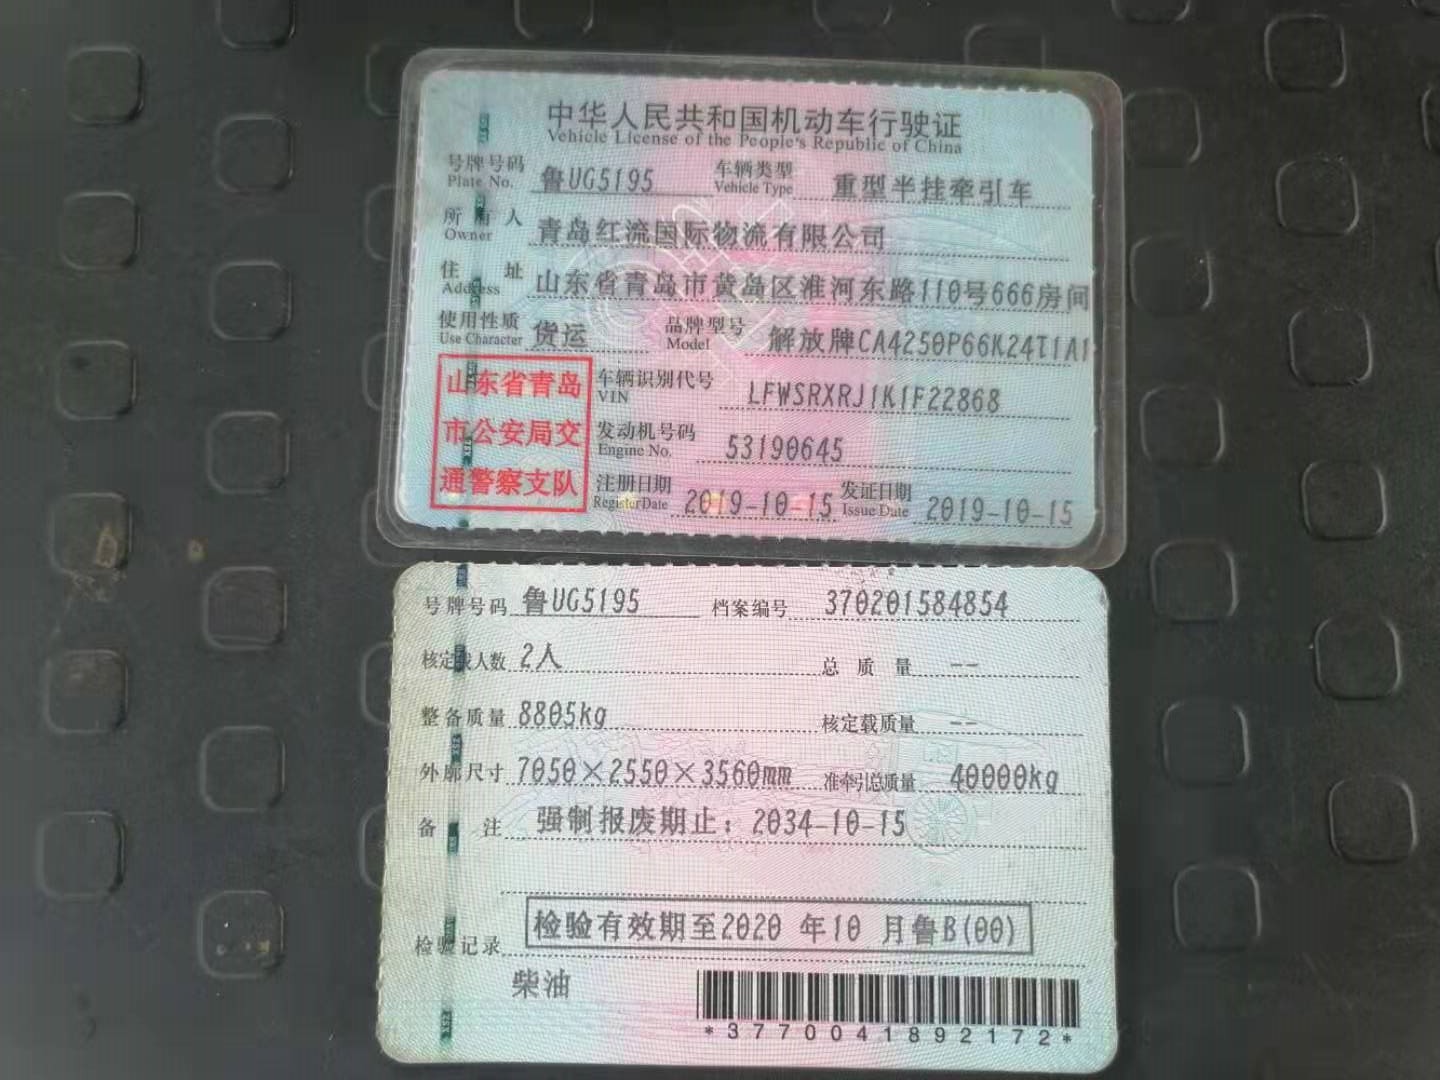 中华人民共和国机动车行驶证
Vehicle License of the People's Republic of China
号牌号码 鲁UG5195 车辆类型 重型半挂牵引车
Plate No. Vehicle Type
所有人 青岛红流国际物流有限公司
Owner
住址 山东省青岛市黄岛区淮河东路110号666房间
Address
使用性质 货运 品牌型号 解放牌CA4250P66K24T1A1
Use Character Model
山东省青岛
市公安局交
通警察支队
车辆识别代号 LFWSRXRJ1K1F22868
VIN
发动机号码 53190645
Engine No.
注册日期 2019-10-15 发证日期 2019-10-15
Register Date Issue Date
号牌号码 鲁UG5195 档案编号 370201584854
核定载人数 2人 总质量 --
整备质量 8805kg 核定载质量 --
外廓尺寸 7050×2550×3560mm 准牵引总质量 40000kg
备注 强制报废期止：2034-10-15
检验记录 检验有效期至2020年10月鲁B(00)
柴油
*3770041892172*